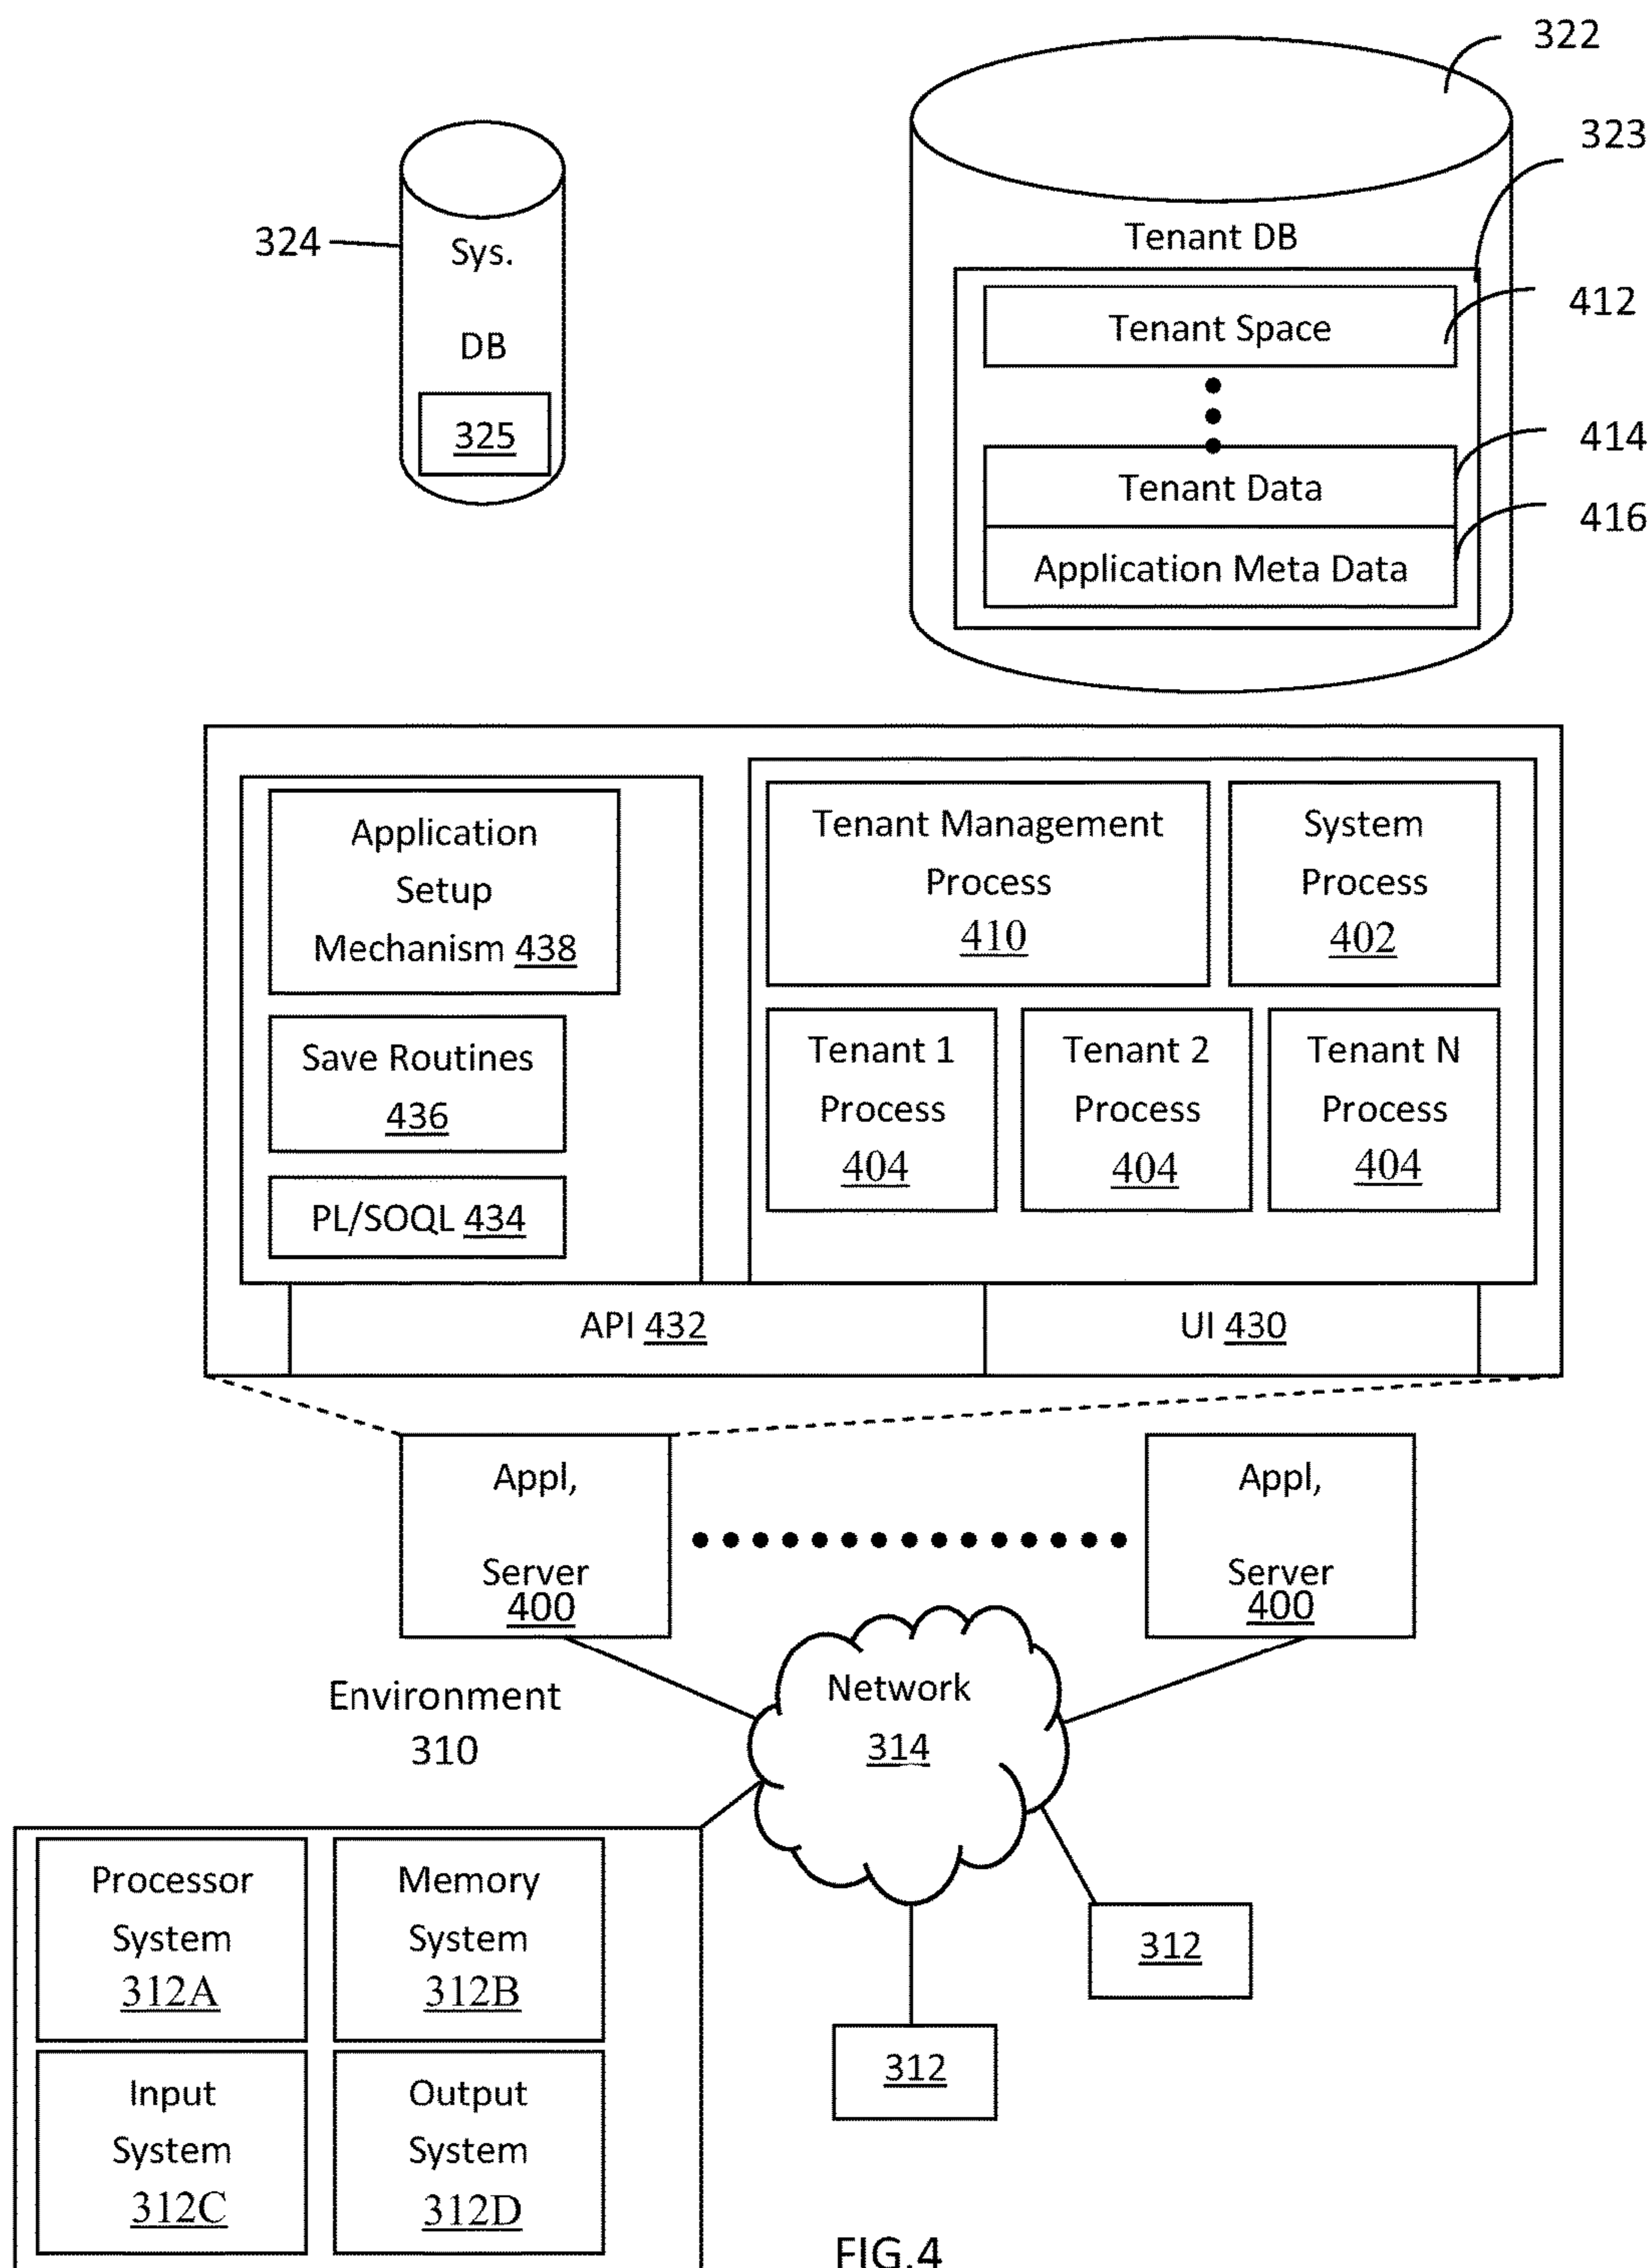 322
323
324
Sys.
DB
325
Tenant DB
Tenant Space
412
Tenant Data
414
Application Meta Data
416
Application
Setup
Mechanism 438
Save Routines
436
PL/SOQL 434
Tenant Management
Process
410
System
Process
402
Tenant 1
Process
404
Tenant 2
Process
404
Tenant N
Process
404
API 432
UI 430
Appl,
Server
400
Appl,
Server
400
Environment
310
Network
314
Processor
System
312A
Memory
System
312B
Input
System
312C
Output
System
312D
312
312
FIG.4